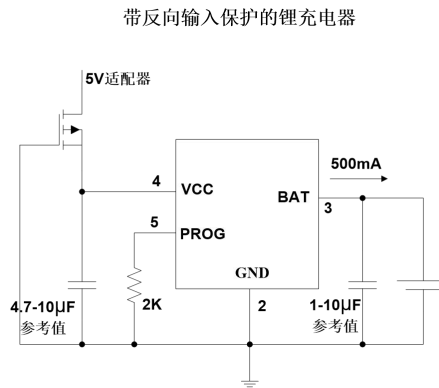 带反向输入保护的锂充电器
5V适配器
500mA
4
VCC
BAT
3
5
PROG
GND
4.7-10μF
参考值
2K
2
1-10μF
参考值